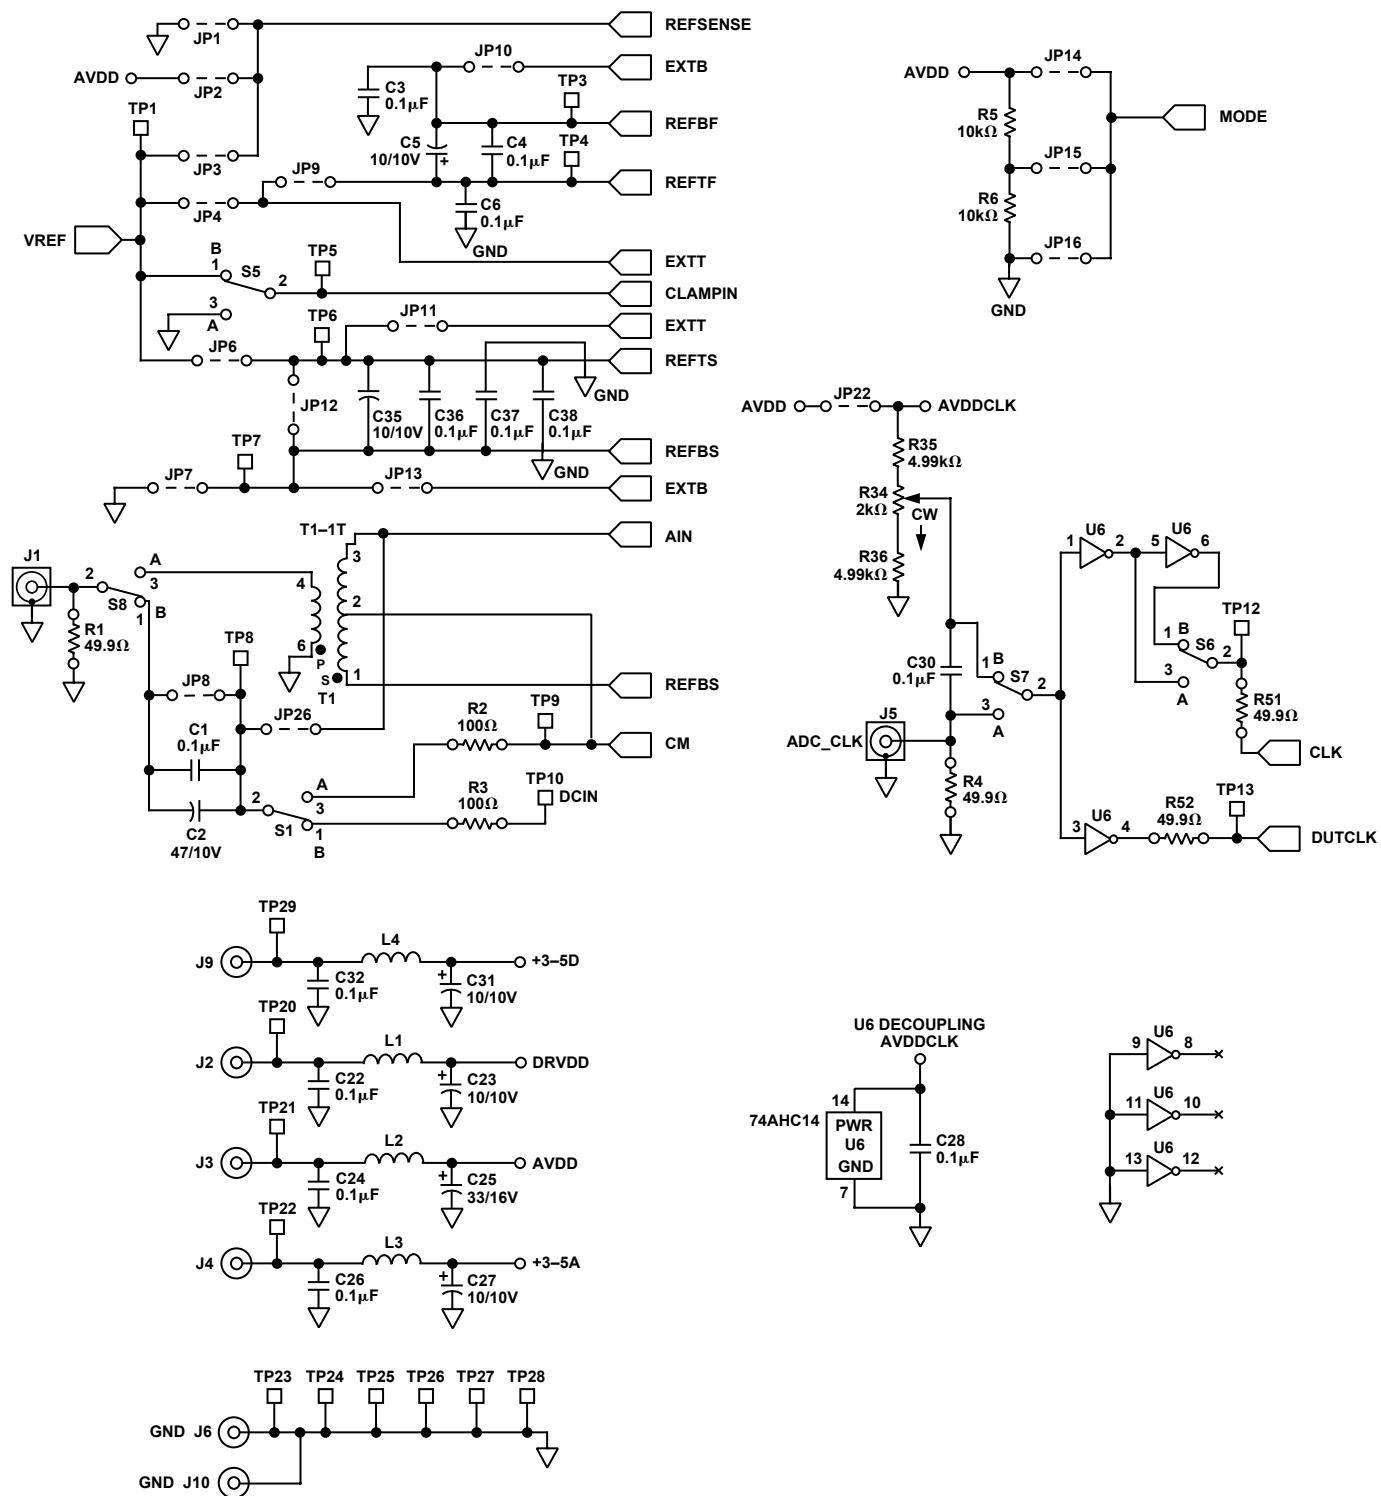 REFSENSE
JP1
AVDD
JP2
TP1
JP3
JP4
VREF
JP10
EXTB
C3
0.1μF
TP3
REFBF
C5
10/10V
+
C4
0.1μF
TP4
JP9
REFTF
C6
0.1μF
GND
EXTT
B
1
S5
2
TP5
CLAMPIN
3
A
TP6
JP11
EXTT
JP6
REFTS
GND
JP12
C35
10/10V
C36
0.1μF
C37
0.1μF
C38
0.1μF
REFBS
GND
TP7
JP7
JP13
EXTB
T1–1T
AIN
J1
2
A
3
B
1
S8
R1
49.9Ω
4
3
2
6
P
S
1
T1
REFBS
TP8
JP8
JP26
C1
0.1μF
C2
47/10V
R2
100Ω
TP9
CM
A
2
3
S1
1
B
R3
100Ω
TP10
DCIN
AVDD
JP14
R5
10kΩ
MODE
JP15
R6
10kΩ
JP16
GND
AVDD
JP22
AVDDCLK
R35
4.99kΩ
R34
2kΩ
CW
R36
4.99kΩ
C30
0.1μF
1
B
S7
2
3
A
J5
ADC_CLK
R4
49.9Ω
U6
1
2
U6
5
6
1
B
S6
2
TP12
3
A
R51
49.9Ω
CLK
U6
3
4
R52
49.9Ω
TP13
DUTCLK
TP29
J9
L4
C32
0.1μF
+
C31
10/10V
+3–5D
TP20
J2
L1
C22
0.1μF
+
C23
10/10V
DRVDD
TP21
J3
L2
C24
0.1μF
+
C25
33/16V
AVDD
TP22
J4
L3
C26
0.1μF
+
C27
10/10V
+3–5A
U6 DECOUPLING
AVDDCLK
14
74AHC14
PWR
U6
GND
7
C28
0.1μF
U6
9
8
U6
11
10
U6
13
12
TP23
TP24
TP25
TP26
TP27
TP28
GND J6
GND J10